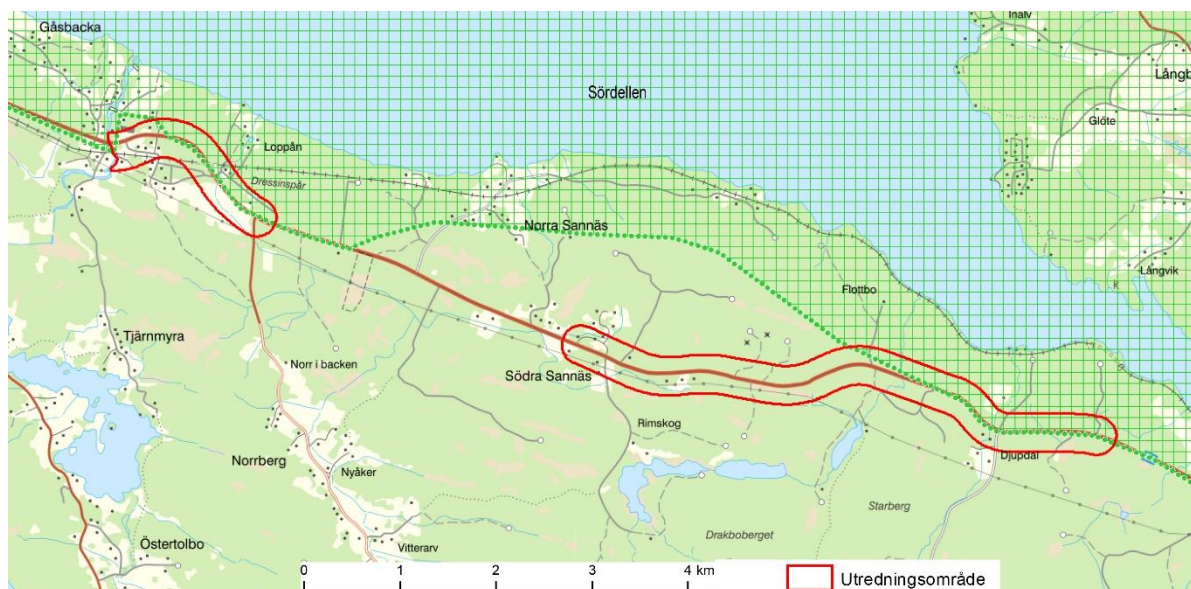 Gåsbacka
Inalv
Sördellen
Långb
Glöte
Loppån
Dressinspår
Norra Sannäs
Långvik
Flottbo
K
Tjärnmyra
Norr i backen
Södra Sannäs
Rimskog
Norrberg
Nyåker
Djupdal
Starberg
Drakboberget
Östertolbo
Vitterarv
0 1 2 3 4 km
Utredningsområde